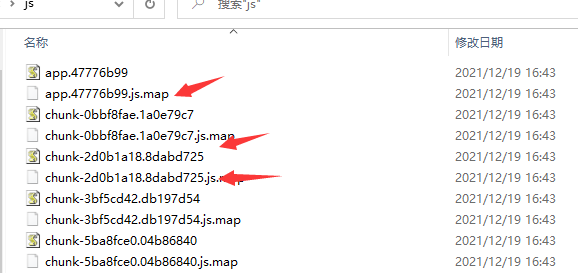 js
搜索"js"
名称 修改日期
app.47776b99 2021/12/19 16:43
app.47776b99.js.map 2021/12/19 16:43
chunk-0bbf8fae.1a0e79c7 2021/12/19 16:43
chunk-0bbf8fae.1a0e79c7.js.map 2021/12/19 16:43
chunk-2d0b1a18.8dabd725 2021/12/19 16:43
chunk-2d0b1a18.8dabd725.js.map 2021/12/19 16:43
chunk-3bf5cd42.db197d54 2021/12/19 16:43
chunk-3bf5cd42.db197d54.js.map 2021/12/19 16:43
chunk-5ba8fce0.04b86840 2021/12/19 16:43
chunk-5ba8fce0.04b86840.js.map 2021/12/19 16:43